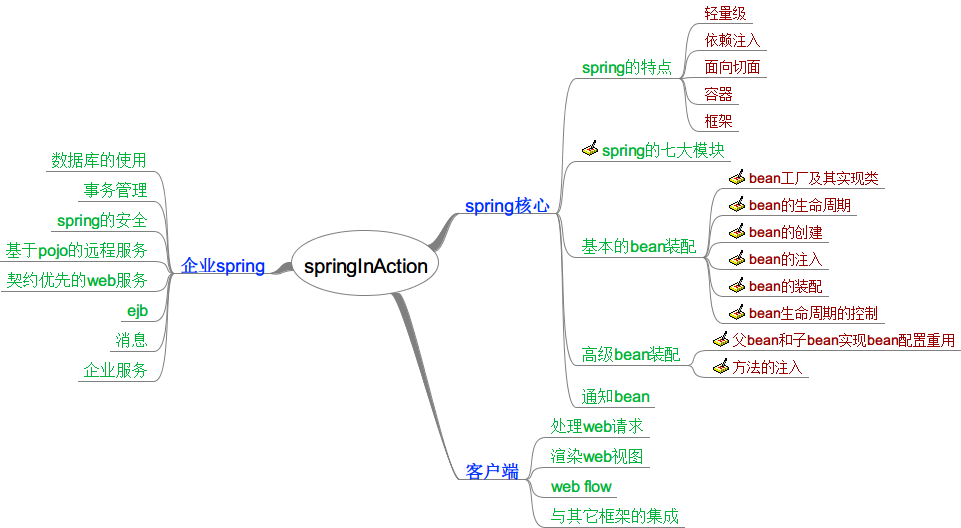 springInAction
spring核心
spring的特点
轻量级
依赖注入
面向切面
容器
框架
spring的七大模块
基本的bean装配
bean工厂及其实现类
bean的生命周期
bean的创建
bean的注入
bean的装配
bean生命周期的控制
高级bean装配
父bean和子bean实现bean配置重用
方法的注入
通知bean
客户端
处理web请求
渲染web视图
web flow
与其它框架的集成
企业spring
数据库的使用
事务管理
spring的安全
基于pojo的远程服务
契约优先的web服务
ejb
消息
企业服务